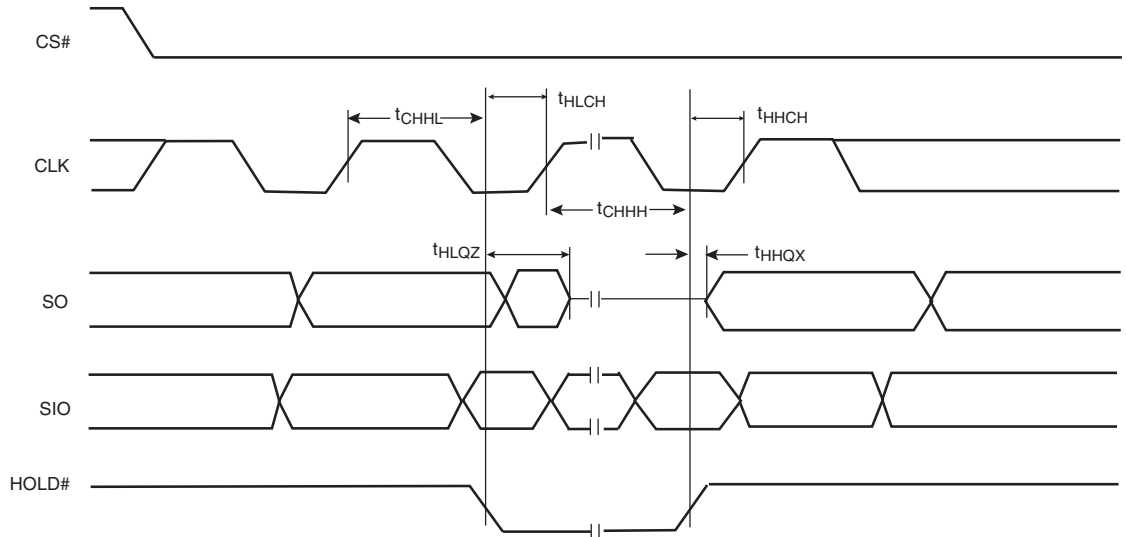 CS#
tHLCH
tCHHL
tHHCH
CLK
tCHHH
tHLQZ
tHHQX
SO
SIO
HOLD#